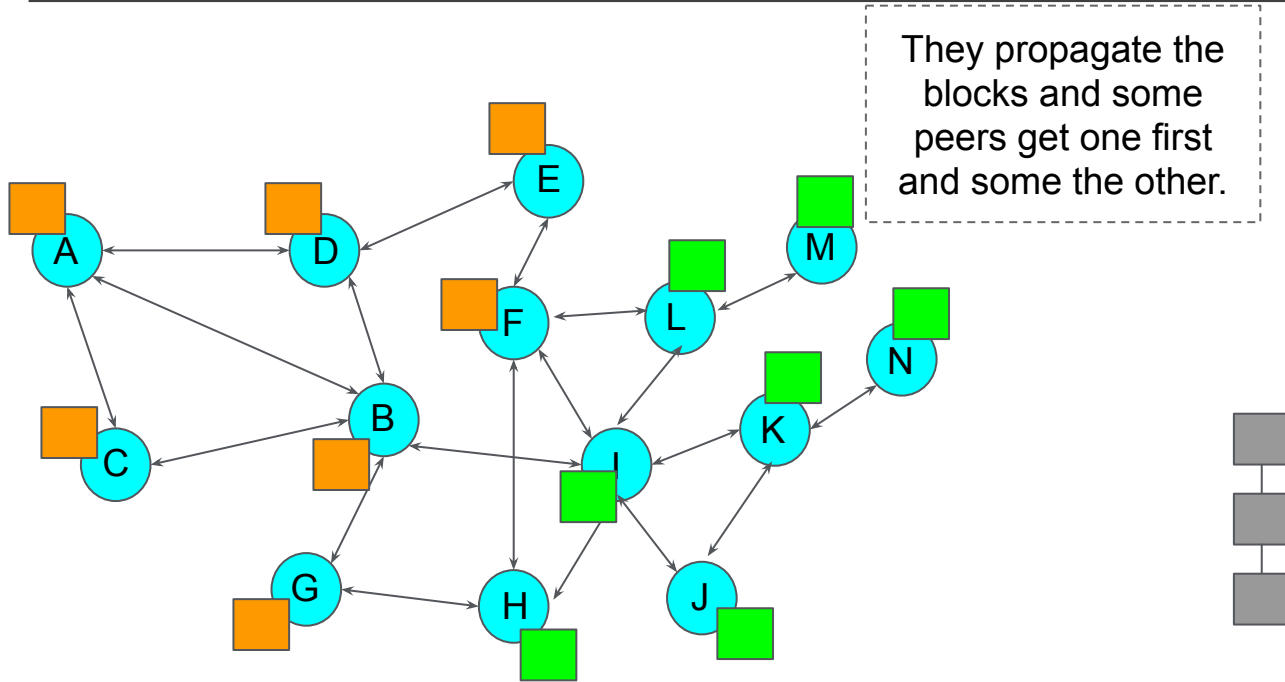 They propagate the
blocks and some
peers get one first
and some the other.
E
M
A
D
L
F
N
B
K
C
I
G
H
J